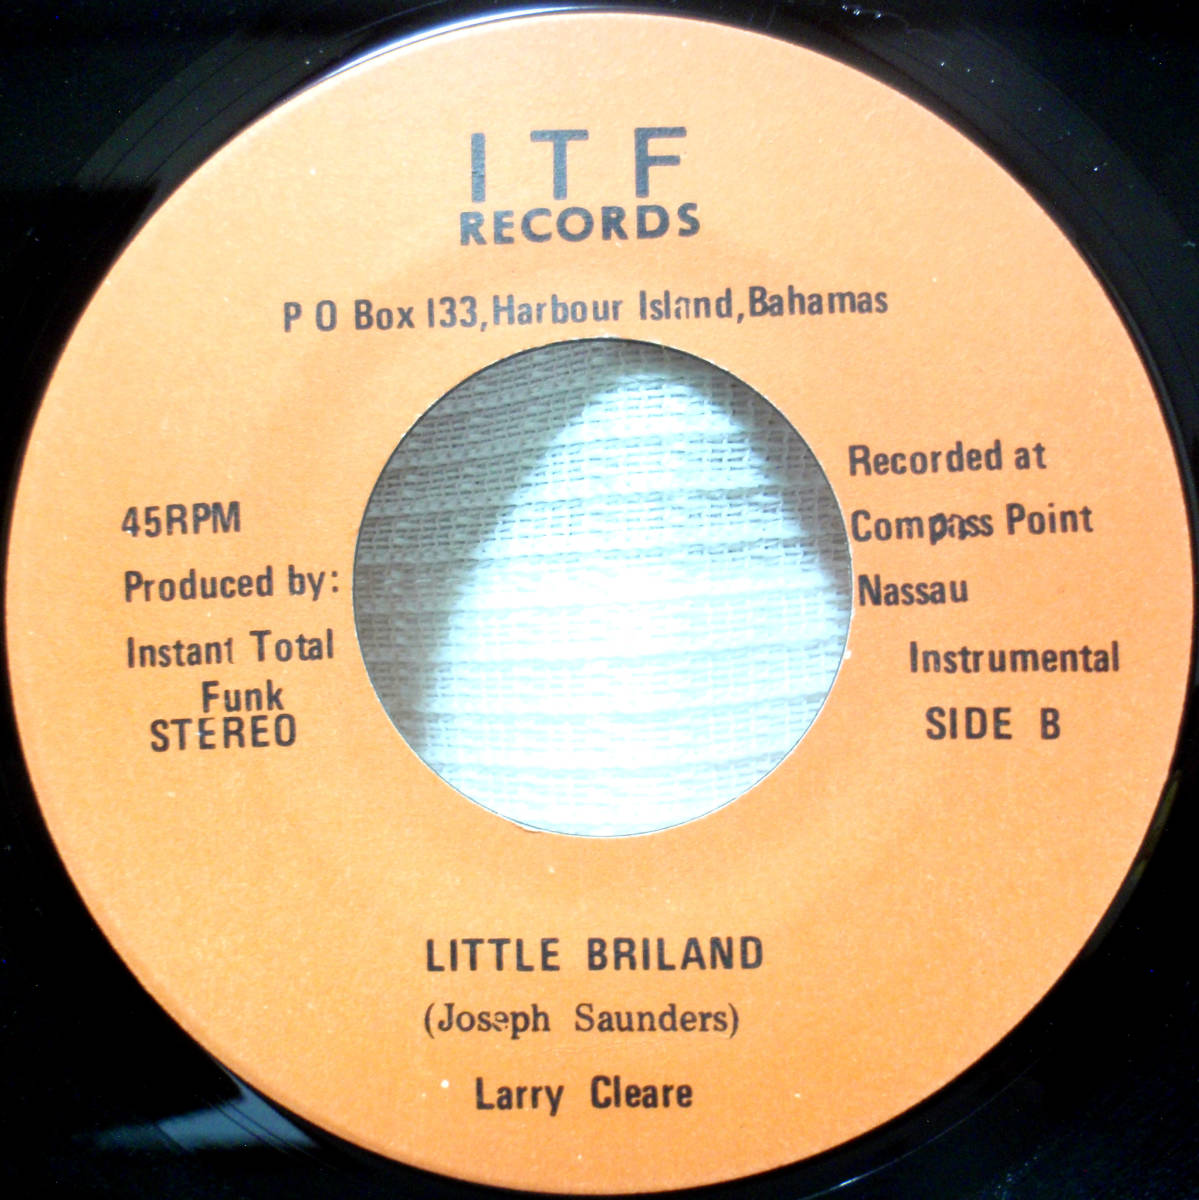 I T F
RECORDS
P O Box 133, Harbour Island, Bahamas
45RPM
Produced by:
Instant Total
Funk
STEREO
Recorded at
Compass Point
Nassau
Instrumental
SIDE B
LITTLE BRILAND
(Joseph Saunders)
Larry Cleare